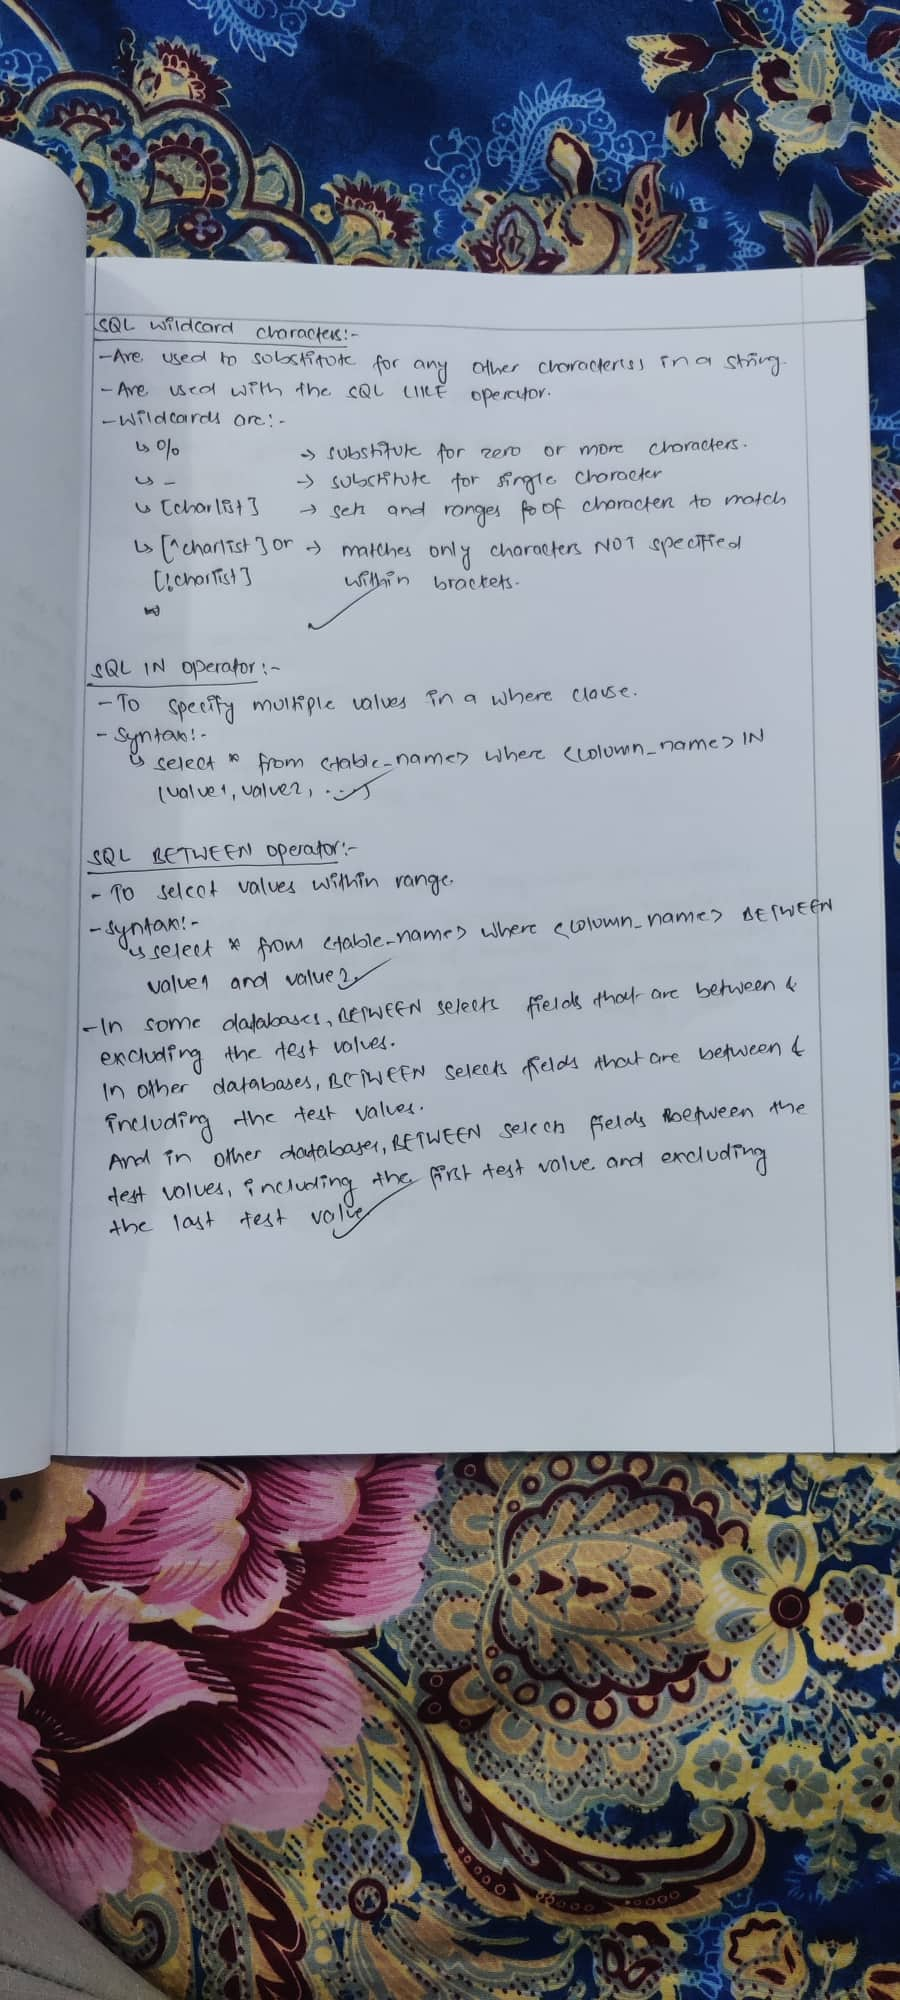 SQL wildcard characters:-
-Are used to substitute for any other character(s) in a string.
-Are used with the SQL LIKE operator.
-Wildcards are:-
↳ % → substitute for zero or more characters.
↳ _ → substitute for single character
↳ [charlist] → sets and ranges of characters to match
↳ [^charlist] or → matches only characters NOT specified
[!charlist] within brackets.
SQL IN operator:-
- To specify multiple values in a where clause.
- Syntax:-
↳ select * from <table_name> where <column_name> IN
(value1, value2, ...)
SQL BETWEEN operator:-
- To select values within range.
- Syntax:-
↳ select * from <table_name> where <column_name> BETWEEN
value1 and value2
-In some databases, BETWEEN selects fields that are between &
excluding the test values.
In other databases, BETWEEN selects fields that are between &
including the test values.
And in other databases, BETWEEN selects fields between the
test values, including the first test value and excluding
the last test value